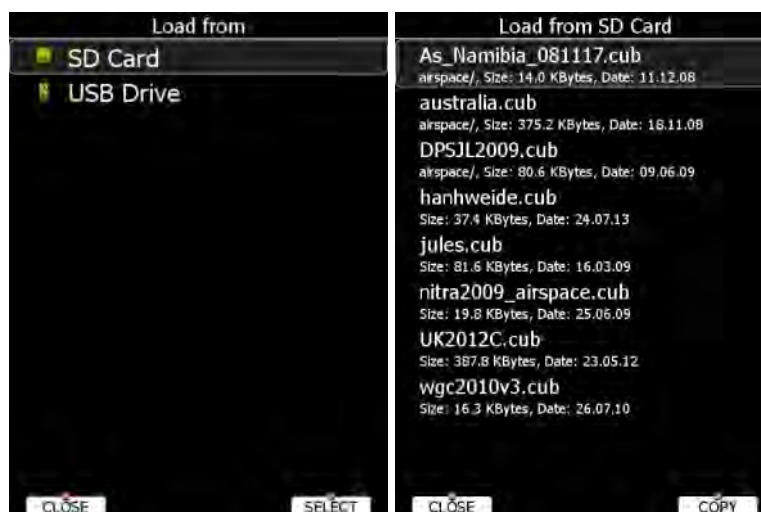 Load from
SD Card
USB Drive
CLOSE
SELECT
Load from SD Card
As_Namibia_081117.cub
airspace/, Size: 14.0 KBytes, Date: 11.12.08
australia.cub
airspace/, Size: 375.2 KBytes, Date: 18.11.08
DPSJL2009.cub
airspace/, Size: 80.6 KBytes, Date: 09.06.09
hanhweide.cub
Size: 37.4 KBytes, Date: 24.07.13
jules.cub
Size: 81.6 KBytes, Date: 16.03.09
nitra2009_airspace.cub
Size: 19.8 KBytes, Date: 25.06.09
UK2012C.cub
Size: 387.8 KBytes, Date: 23.05.12
wgc2010v3.cub
Size: 16.3 KBytes, Date: 26.07.10
CLOSE
COPY